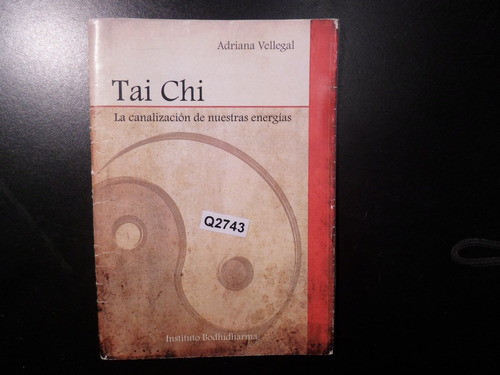 Adriana Vellegal
Tai Chi
La canalización de nuestras energías
Q2743
Instituto Bodhidharma